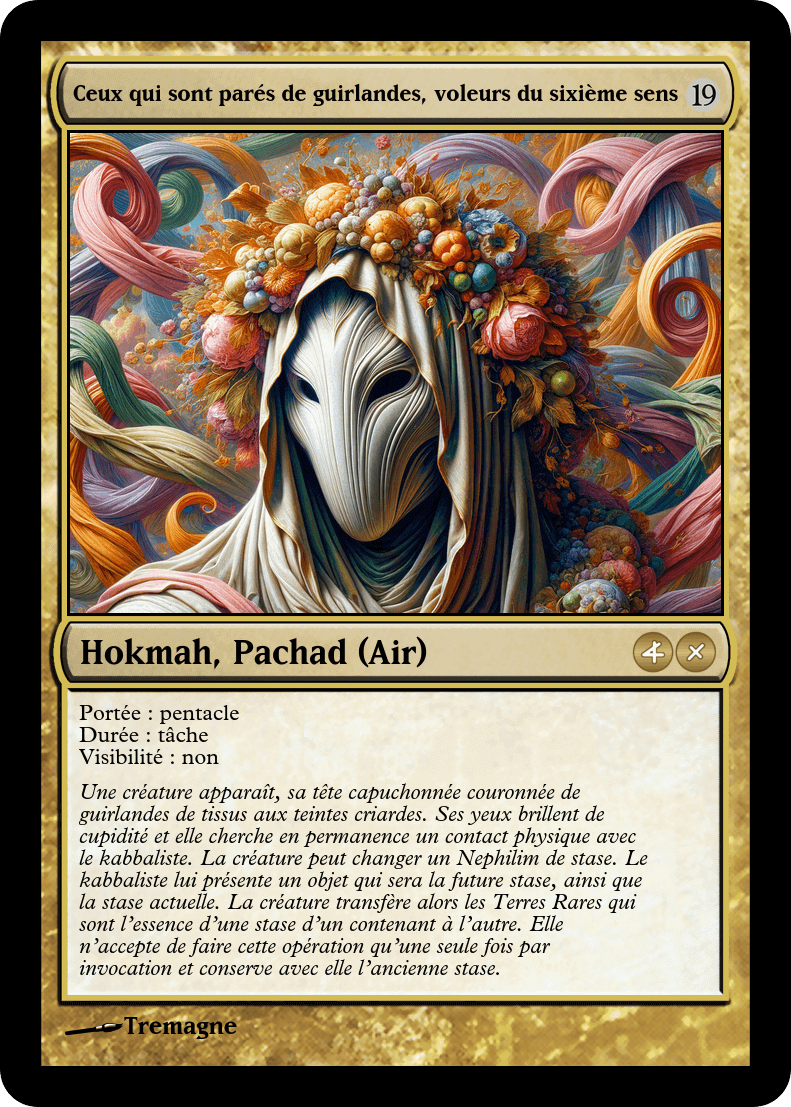 Ceux qui sont parés de guirlandes, voleurs du sixième sens 19
Hokmah, Pachad (Air)
Portée : pentacle
Durée : tâche
Visibilité : non
Une créature apparaît, sa tête capuchonnée couronnée de
guirlandes de tissus aux teintes criardes. Ses yeux brillent de
cupidité et elle cherche en permanence un contact physique avec
le kabbaliste. La créature peut changer un Nephilim de stase. Le
kabbaliste lui présente un objet qui sera la future stase, ainsi que
la stase actuelle. La créature transfère alors les Terres Rares qui
sont l'essence d'une stase d'un contenant à l'autre. Elle
n'accepte de faire cette opération qu'une seule fois par
invocation et conserve avec elle l'ancienne stase.
Tremagne